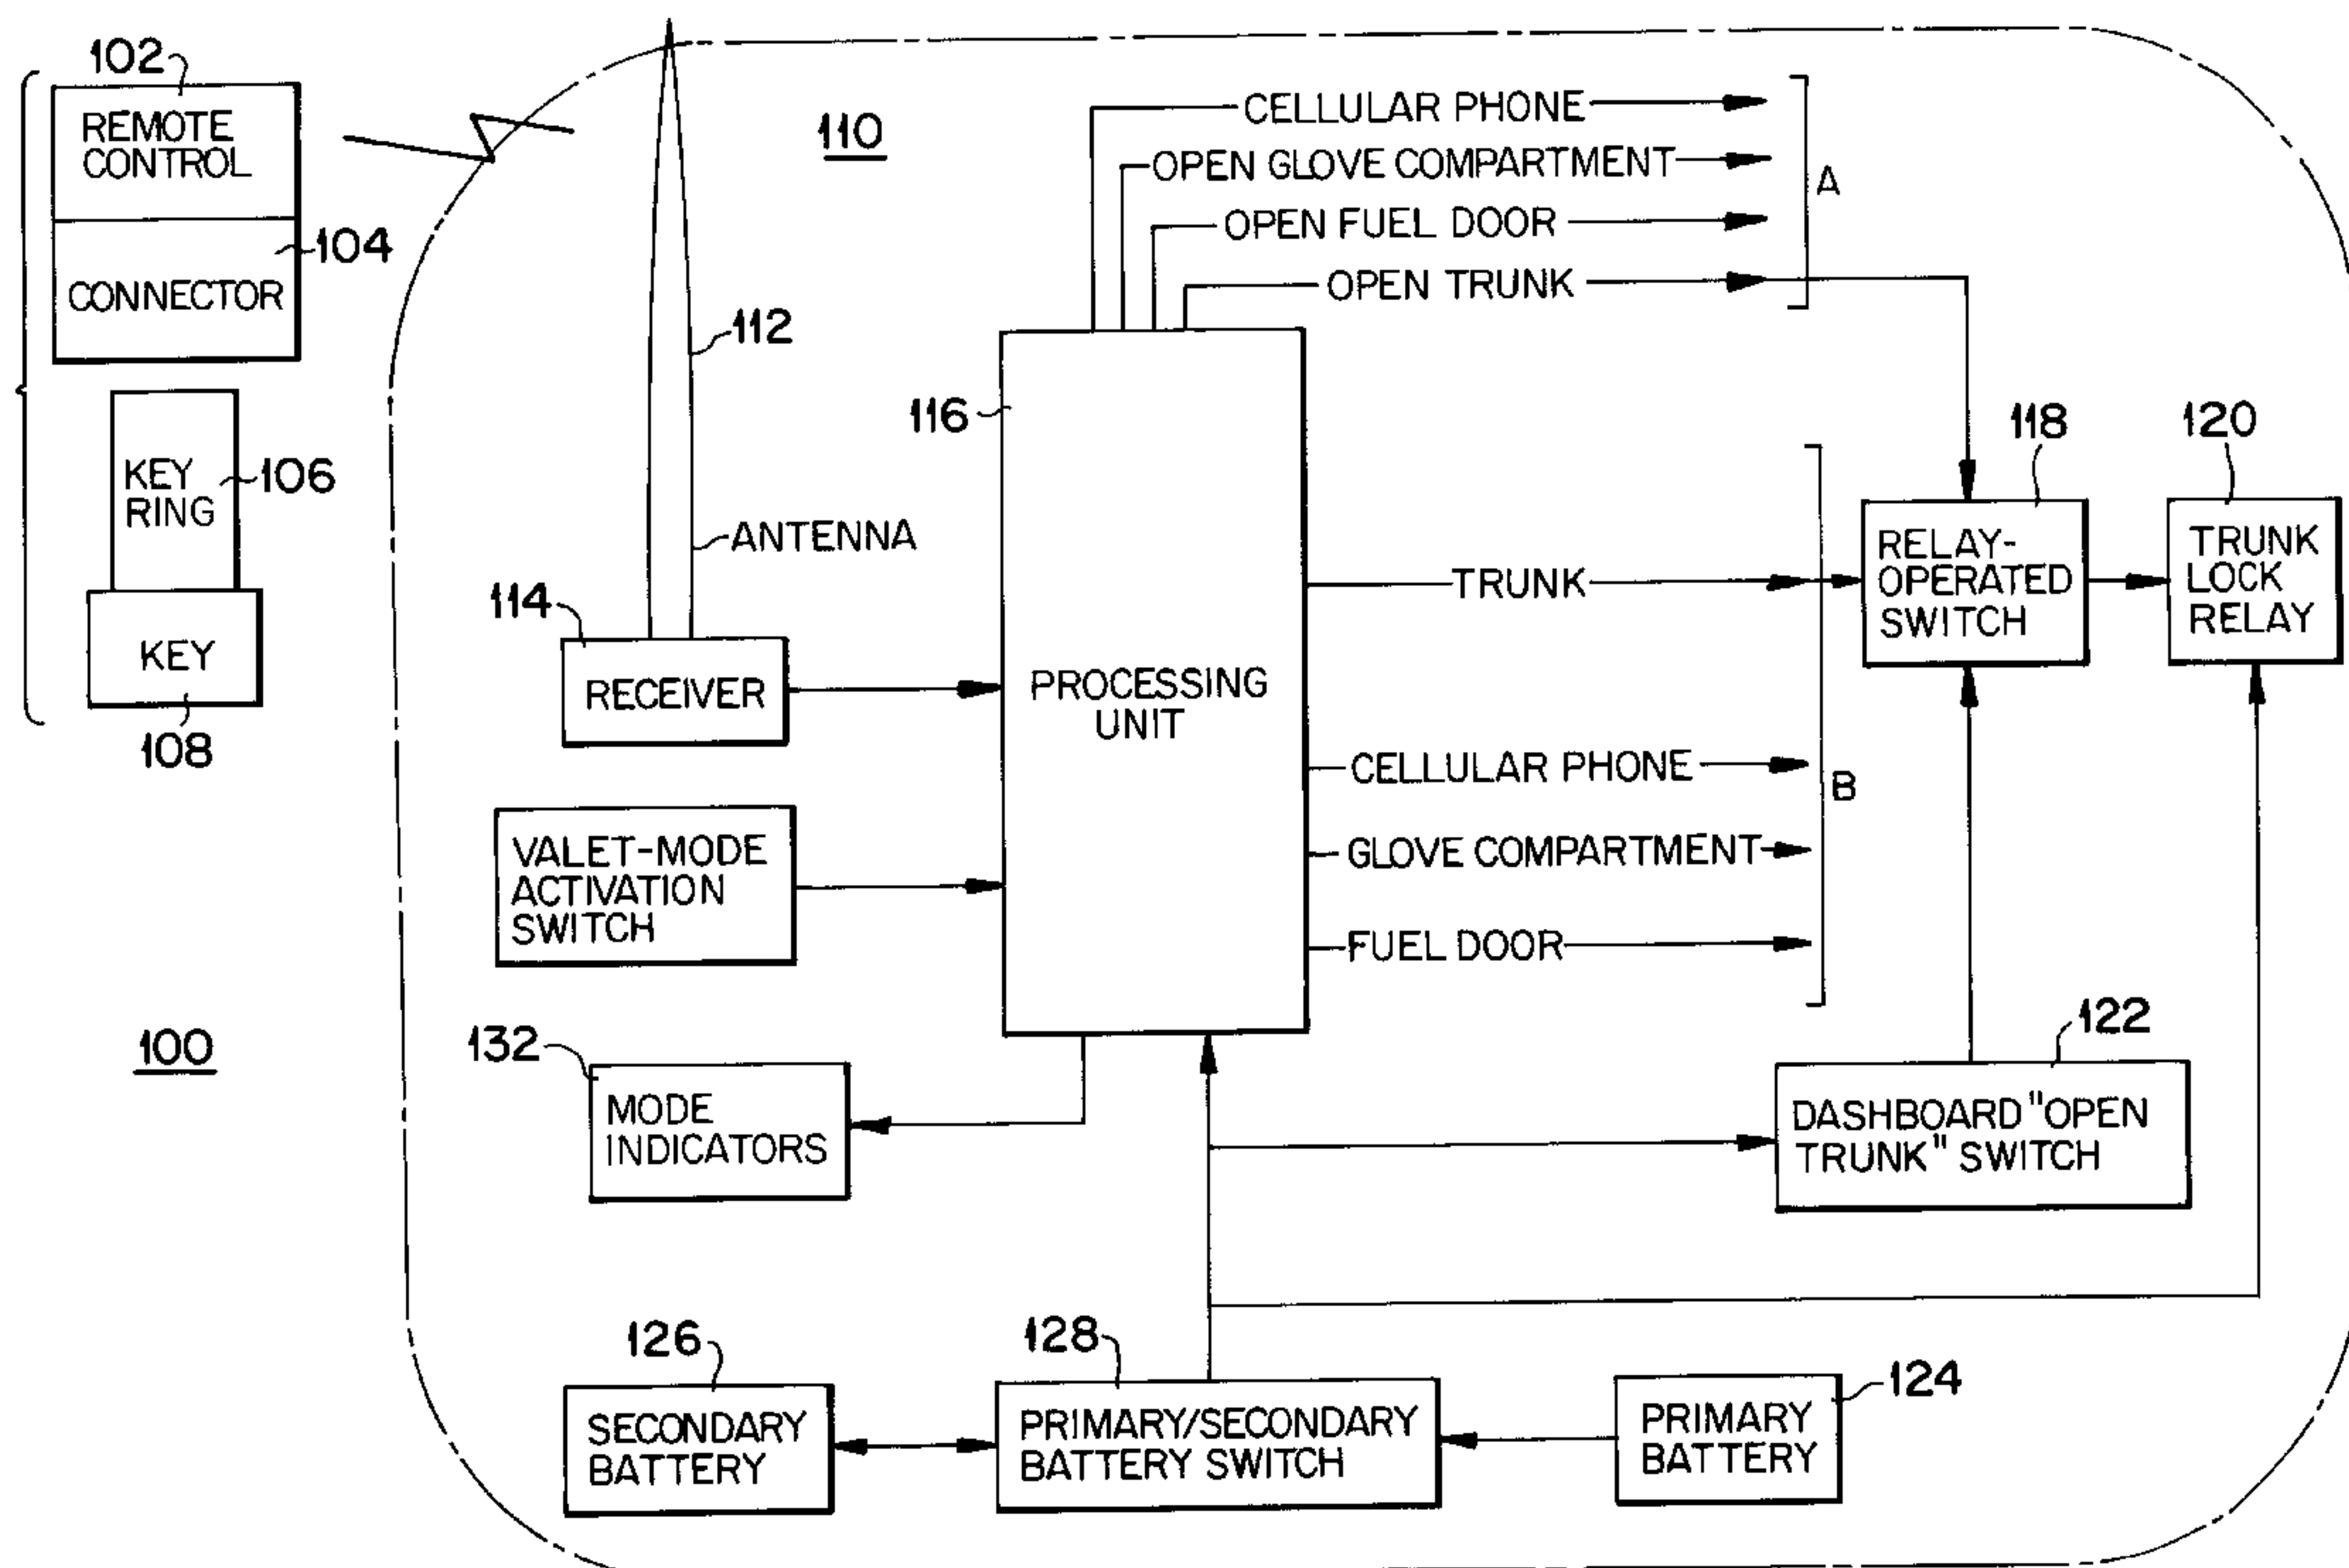 102
REMOTE
CONTROL
104
CONNECTOR
KEY
RING
106
KEY
108
100
110
112
ANTENNA
114
RECEIVER
VALET-MODE
ACTIVATION
SWITCH
132
MODE
INDICATORS
116
PROCESSING
UNIT
CELLULAR PHONE
OPEN GLOVE COMPARTMENT
OPEN FUEL DOOR
OPEN TRUNK
A
TRUNK
CELLULAR PHONE
GLOVE COMPARTMENT
FUEL DOOR
B
118
RELAY-
OPERATED
SWITCH
120
TRUNK
LOCK
RELAY
122
DASHBOARD "OPEN
TRUNK" SWITCH
126
SECONDARY
BATTERY
128
PRIMARY/SECONDARY
BATTERY SWITCH
124
PRIMARY
BATTERY